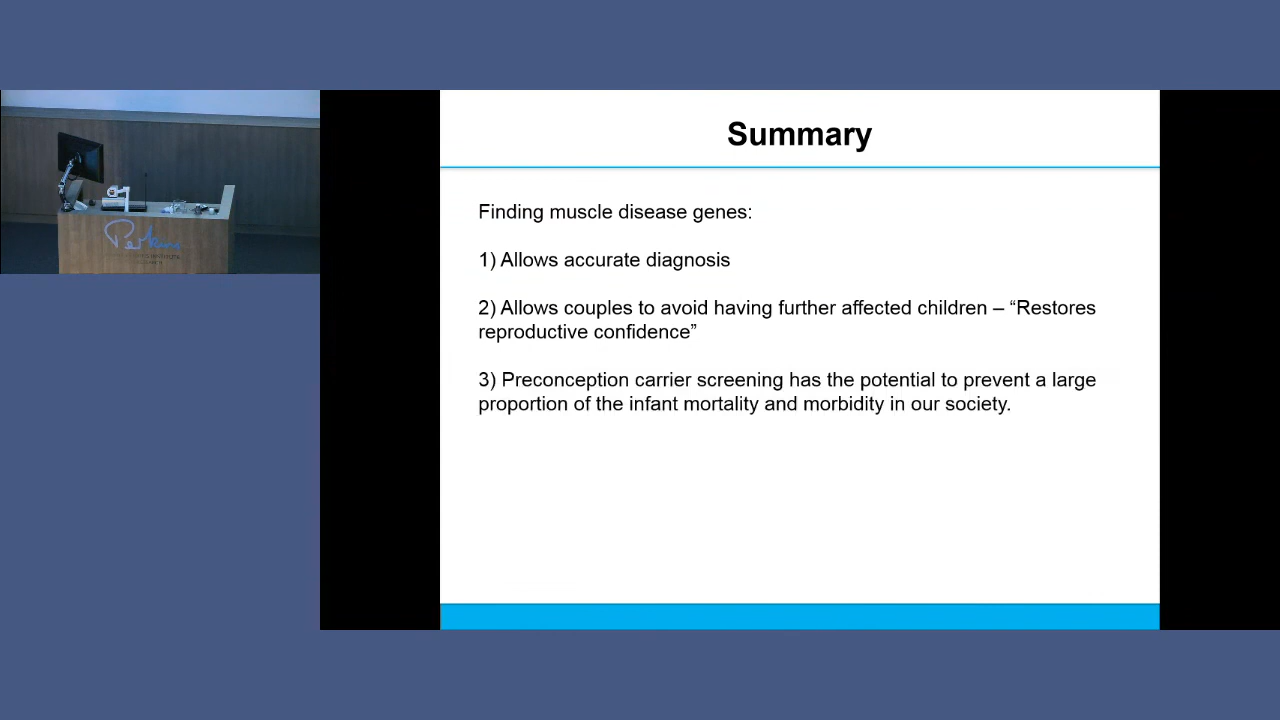 Summary
Finding muscle disease genes:
1) Allows accurate diagnosis
2) Allows couples to avoid having further affected children – “Restores
reproductive confidence”
3) Preconception carrier screening has the potential to prevent a large
proportion of the infant mortality and morbidity in our society.
Perkins